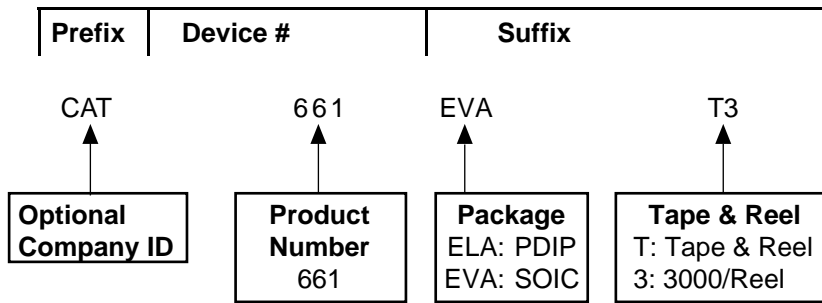 Prefix Device # Suffix
CAT 661 EVA T3
Optional
Company ID
Product
Number
661
Package
ELA: PDIP
EVA: SOIC
Tape & Reel
T: Tape & Reel
3: 3000/Reel